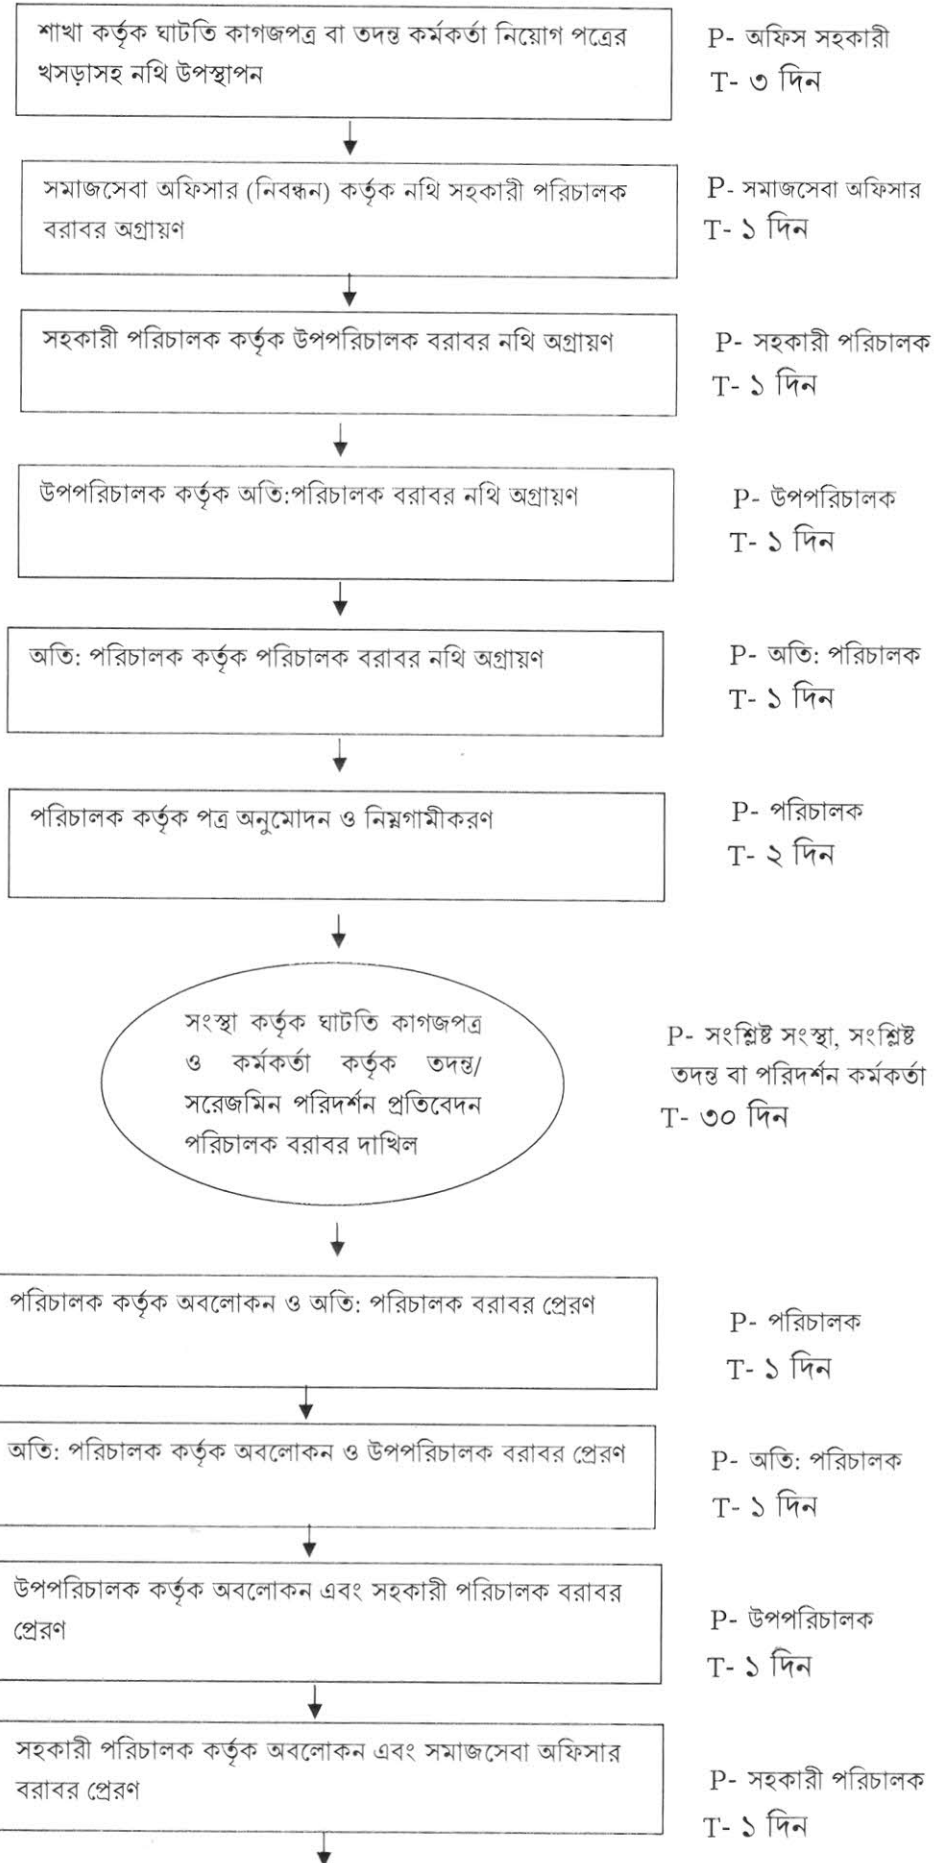 শাখা কর্তৃক ঘাটতি কাগজপত্র বা তদন্ত কর্মকর্তা নিয়োগ পত্রের
খসড়াসহ নথি উপস্থাপন
P- অফিস সহকারী
T- ৩ দিন
সমাজসেবা অফিসার (নিবন্ধন) কর্তৃক নথি সহকারী পরিচালক
বরাবর অগ্রায়ণ
P- সমাজসেবা অফিসার
T- ১ দিন
সহকারী পরিচালক কর্তৃক উপপরিচালক বরাবর নথি অগ্রায়ণ
P- সহকারী পরিচালক
T- ১ দিন
উপপরিচালক কর্তৃক অতি:পরিচালক বরাবর নথি অগ্রায়ণ
P- উপপরিচালক
T- ১ দিন
অতি: পরিচালক কর্তৃক পরিচালক বরাবর নথি অগ্রায়ণ
P- অতি: পরিচালক
T- ১ দিন
পরিচালক কর্তৃক পত্র অনুমোদন ও নিম্নগামীকরণ
P- পরিচালক
T- ২ দিন
সংস্থা কর্তৃক ঘাটতি কাগজপত্র
ও কর্মকর্তা কর্তৃক তদন্ত/
সরেজমিন পরিদর্শন প্রতিবেদন
পরিচালক বরাবর দাখিল
P- সংশ্লিষ্ট সংস্থা, সংশ্লিষ্ট
তদন্ত বা পরিদর্শন কর্মকর্তা
T- ৩০ দিন
পরিচালক কর্তৃক অবলোকন ও অতি: পরিচালক বরাবর প্রেরণ
P- পরিচালক
T- ১ দিন
অতি: পরিচালক কর্তৃক অবলোকন ও উপপরিচালক বরাবর প্রেরণ
P- অতি: পরিচালক
T- ১ দিন
উপপরিচালক কর্তৃক অবলোকন এবং সহকারী পরিচালক বরাবর
প্রেরণ
P- উপপরিচালক
T- ১ দিন
সহকারী পরিচালক কর্তৃক অবলোকন এবং সমাজসেবা অফিসার
বরাবর প্রেরণ
P- সহকারী পরিচালক
T- ১ দিন